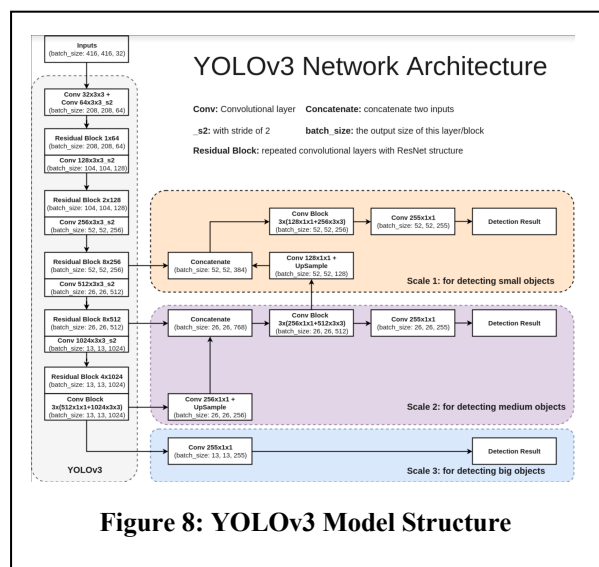 Inputs
(batch_size: 416, 416, 32)
YOLOv3 Network Architecture
Conv: Convolutional layer Concatenate: concatenate two inputs
_s2: with stride of 2 batch_size: the output size of this layer/block
Residual Block: repeated convolutional layers with ResNet structure
Conv 32x3x3 +
Conv 64x3x3_s2
(batch_size: 208, 208, 64)
Residual Block 1x64
(batch_size: 208, 208, 64)
Conv 128x3x3_s2
(batch_size: 104, 104, 128)
Residual Block 2x128
(batch_size: 104, 104, 128)
Conv 256x3x3_s2
(batch_size: 52, 52, 256)
Residual Block 8x256
(batch_size: 52, 52, 256)
Conv 512x3x3_s2
(batch_size: 26, 26, 512)
Residual Block 8x512
(batch_size: 26, 26, 512)
Conv 1024x3x3_s2
(batch_size: 13, 13, 1024)
Residual Block 4x1024
(batch_size: 13, 13, 1024)
Conv Block
3x(512x1x1+1024x3x3)
(batch_size: 13, 13, 1024)
YOLOv3
Conv Block
3x(128x1x1+256x3x3)
(batch_size: 52, 52, 256)
Conv 255x1x1
(batch_size: 52, 52, 255)
Detection Result
Concatenate
(batch_size: 52, 52, 384)
Conv 128x1x1 +
UpSample
(batch_size: 52, 52, 128)
Scale 1: for detecting small objects
Concatenate
(batch_size: 26, 26, 768)
Conv Block
3x(256x1x1+512x3x3)
(batch_size: 26, 26, 512)
Conv 255x1x1
(batch_size: 26, 26, 255)
Detection Result
Conv 256x1x1 +
UpSample
(batch_size: 26, 26, 256)
Scale 2: for detecting medium objects
Conv 255x1x1
(batch_size: 13, 13, 255)
Detection Result
Scale 3: for detecting big objects
Figure 8: YOLOv3 Model Structure